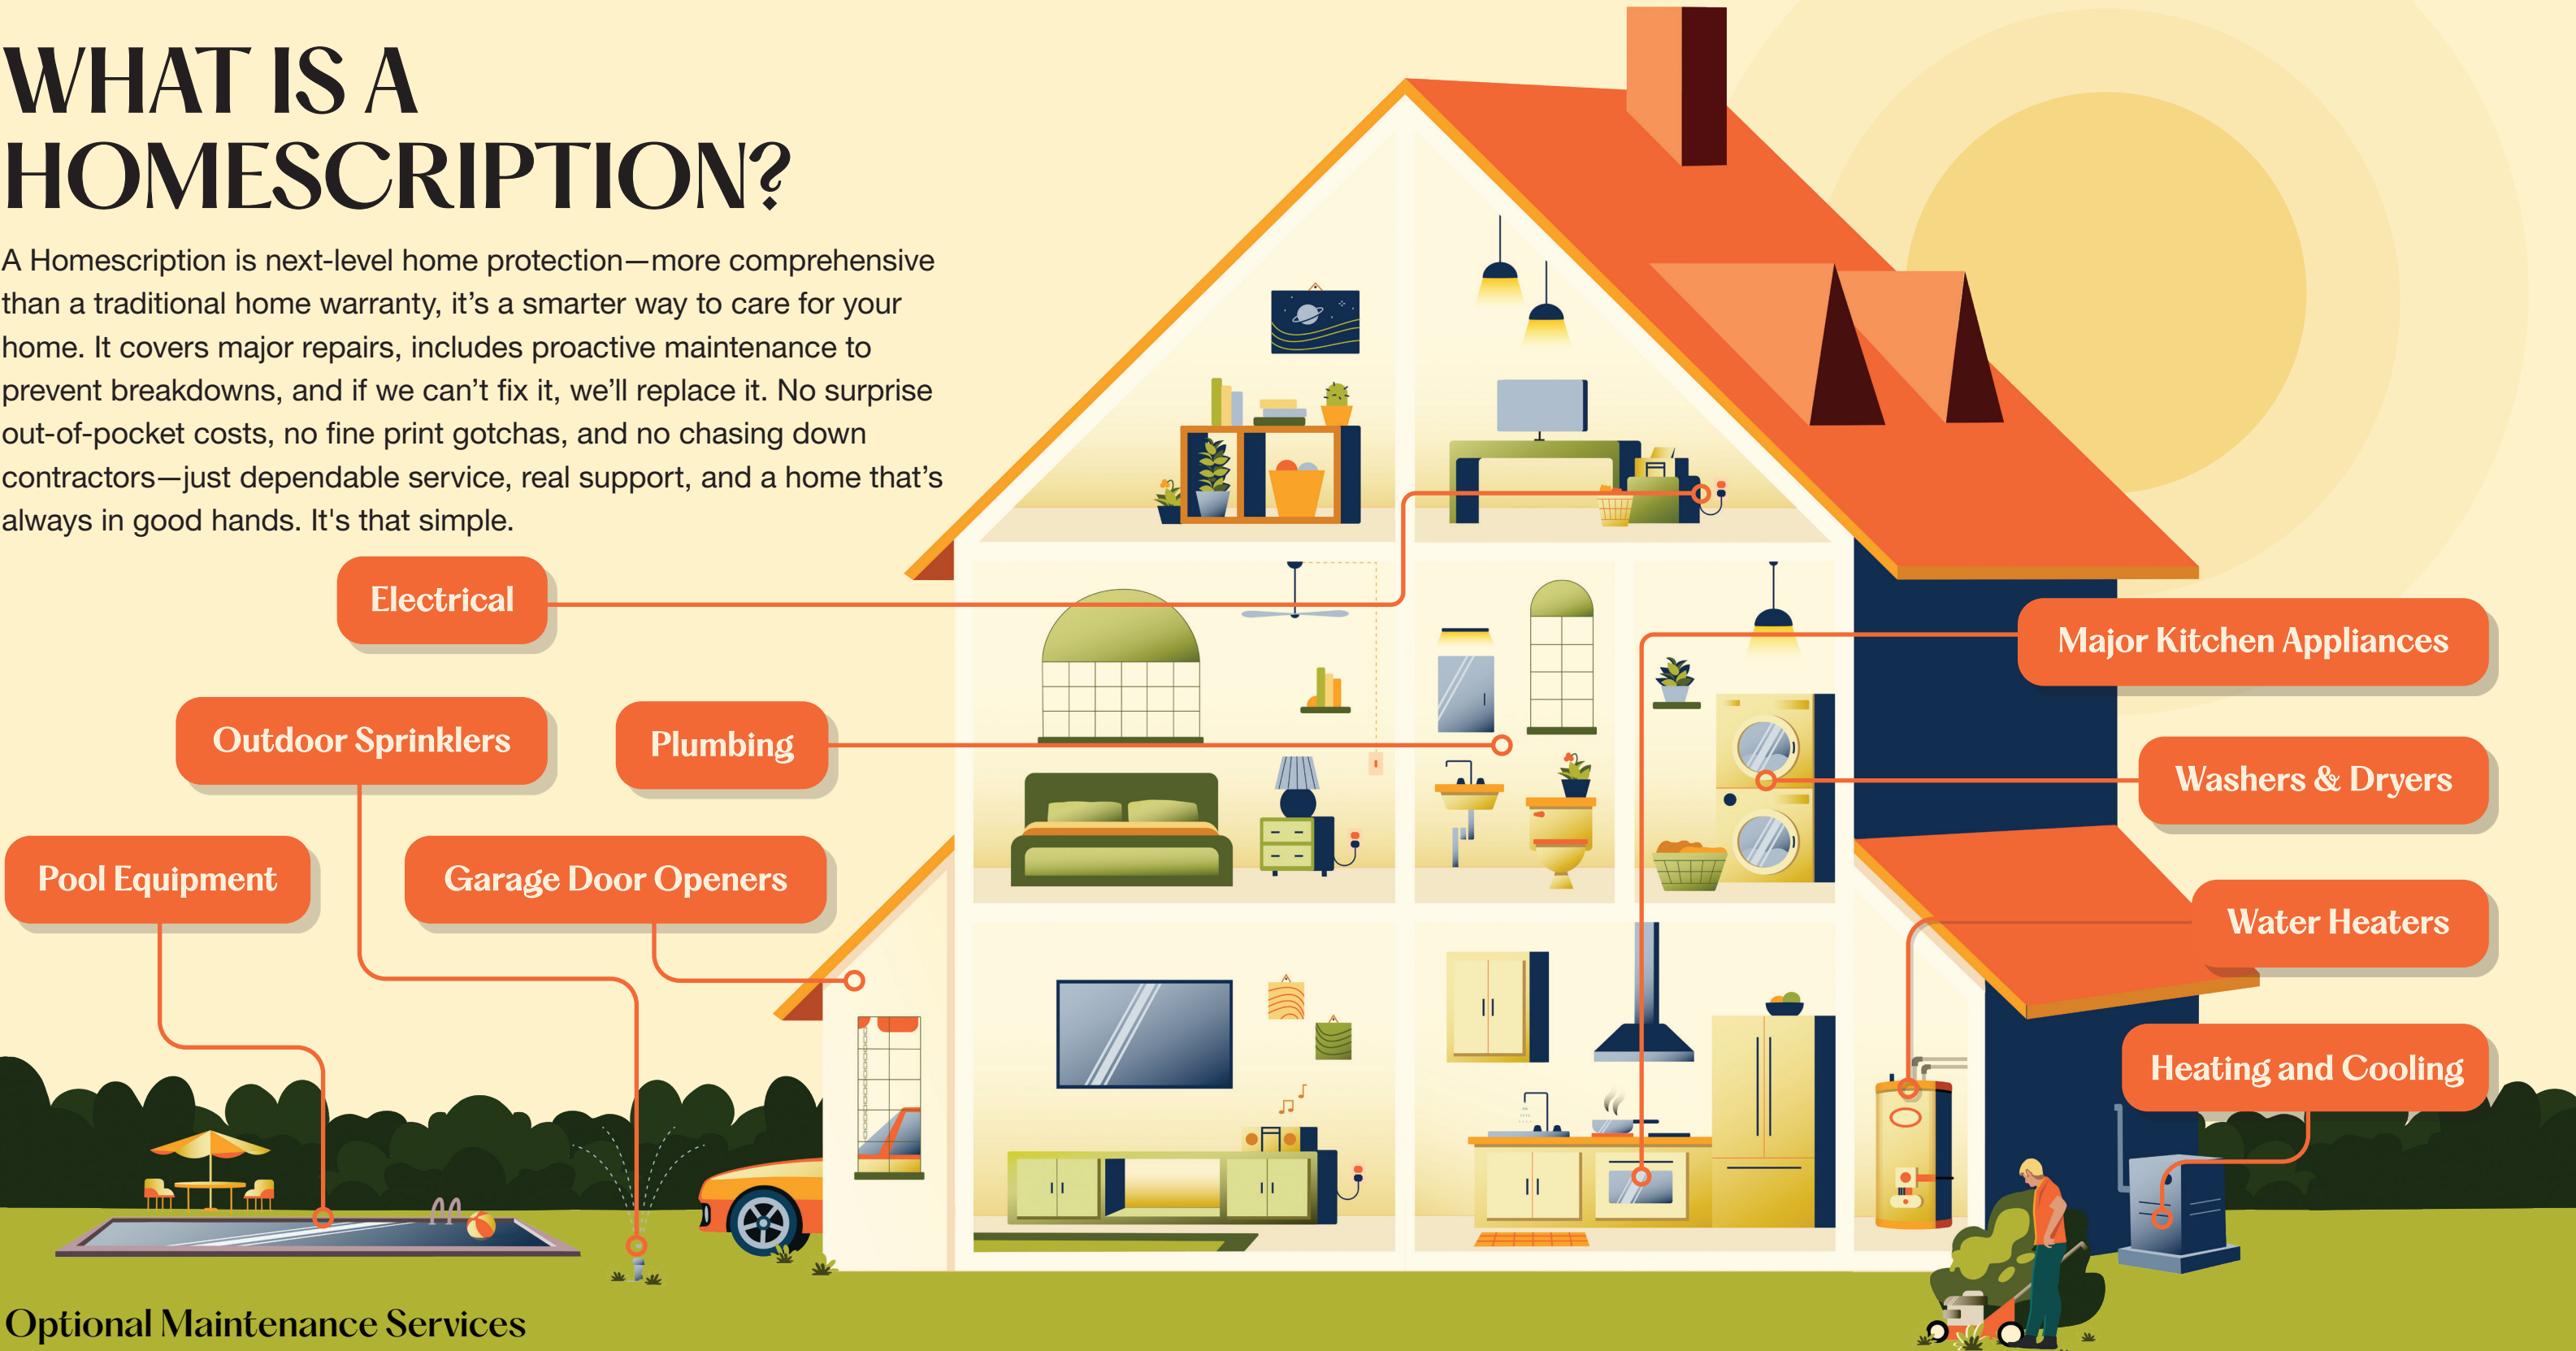 WHAT IS A
HOMESCRIPTION?
A Homescription is next-level home protection—more comprehensive
than a traditional home warranty, it’s a smarter way to care for your
home. It covers major repairs, includes proactive maintenance to
prevent breakdowns, and if we can’t fix it, we’ll replace it. No surprise
out-of-pocket costs, no fine print gotchas, and no chasing down
contractors—just dependable service, real support, and a home that’s
always in good hands. It's that simple.
Electrical
Major Kitchen Appliances
Outdoor Sprinklers
Plumbing
Washers & Dryers
Pool Equipment
Garage Door Openers
Water Heaters
Heating and Cooling
Optional Maintenance Services